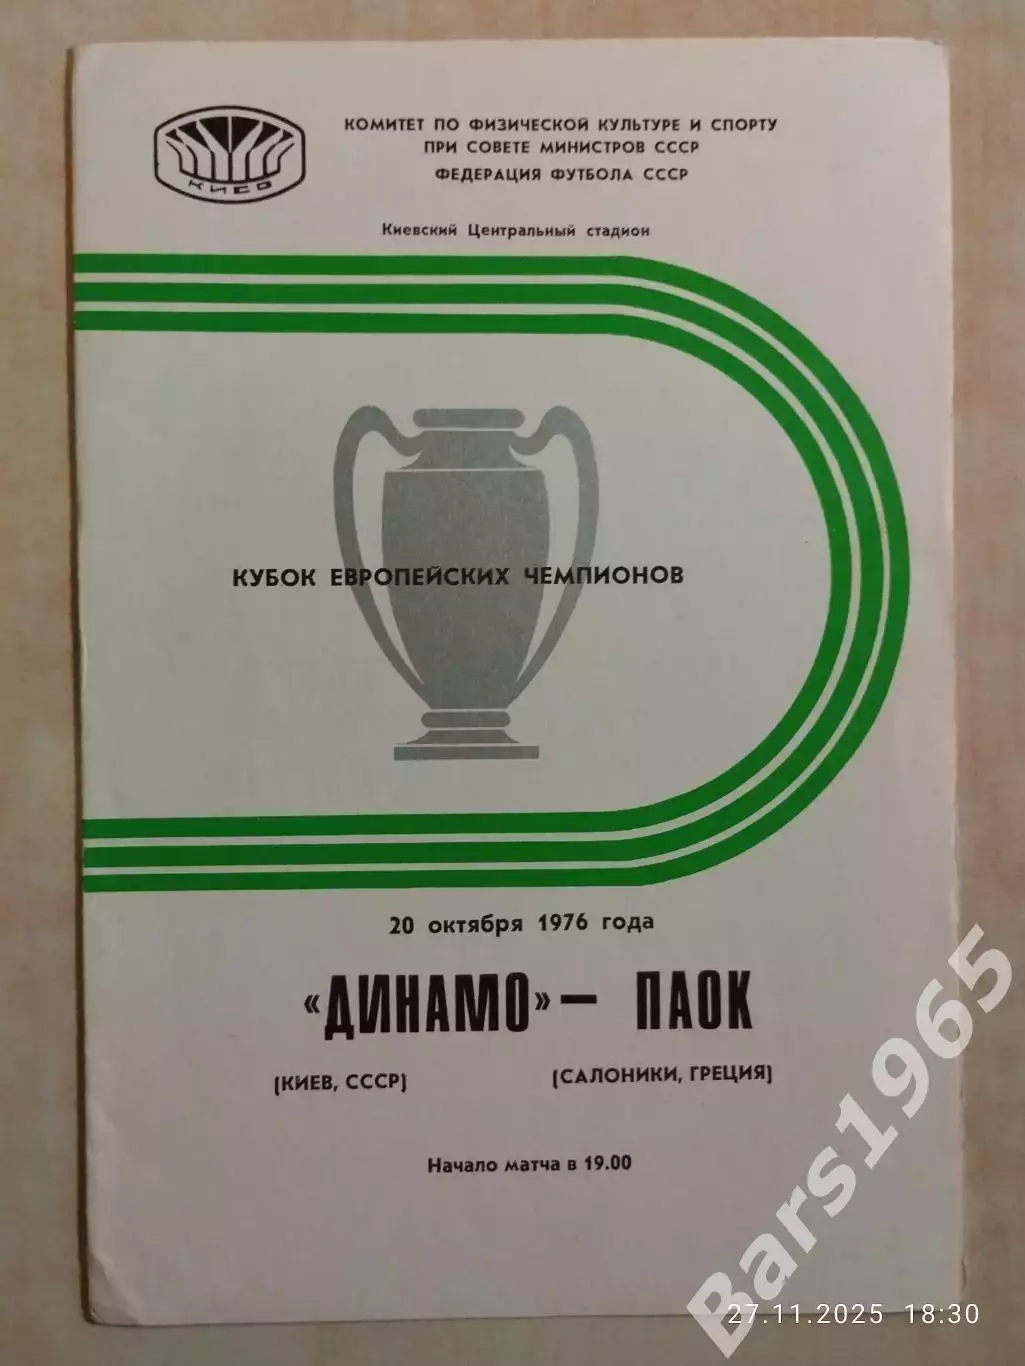 КОМИТЕТ ПО ФИЗИЧЕСКОЙ КУЛЬТУРЕ И СПОРТУ
ПРИ СОВЕТЕ МИНИСТРОВ СССР
ФЕДЕРАЦИЯ ФУТБОЛА СССР
КИЕВ
Киевский Центральный стадион
КУБОК ЕВРОПЕЙСКИХ ЧЕМПИОНОВ
20 октября 1976 года
«ДИНАМО» — ПАОК
(КИЕВ, СССР) (САЛОНИКИ, ГРЕЦИЯ)
Начало матча в 19.00
Bars1965
27.11.2025 18:30